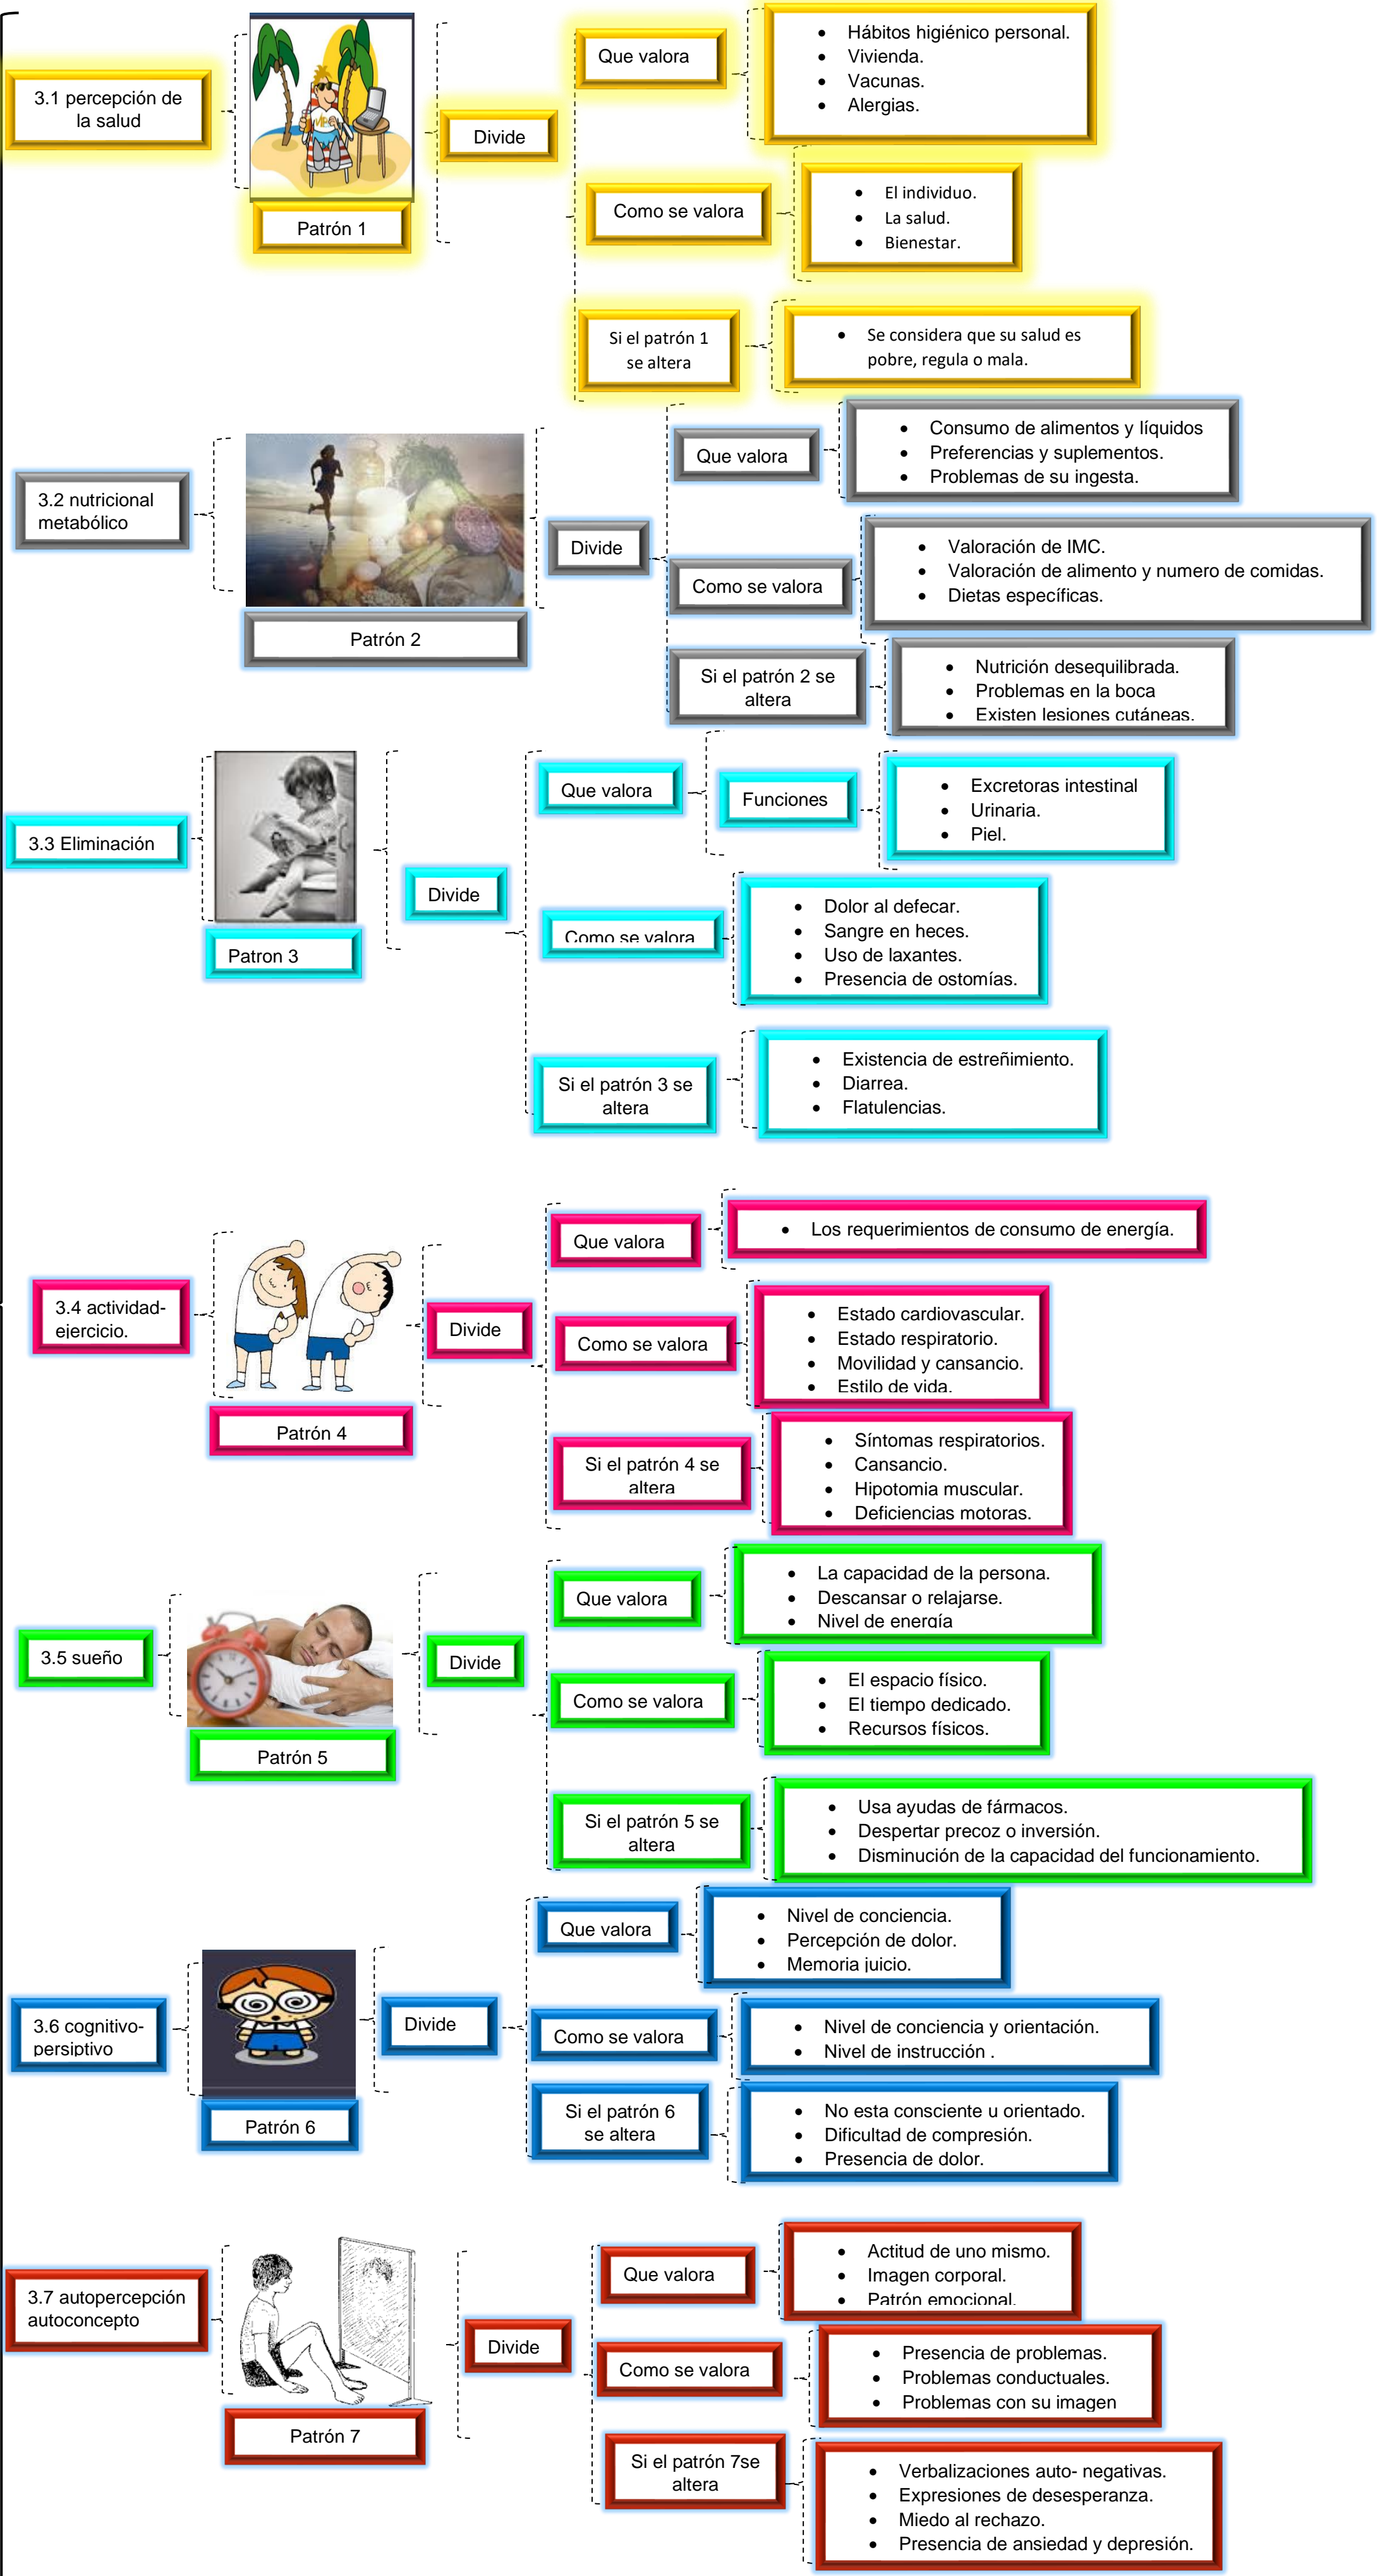 3.1 percepción de
la salud
Patrón 1
Divide
Que valora
• Hábitos higiénico personal.
• Vivienda.
• Vacunas.
• Alergias.
Como se valora
• El individuo.
• La salud.
• Bienestar.
Si el patrón 1
se altera
• Se considera que su salud es
pobre, regula o mala.
3.2 nutricional
metabólico
Patrón 2
Divide
Que valora
• Consumo de alimentos y líquidos
• Preferencias y suplementos.
• Problemas de su ingesta.
Como se valora
• Valoración de IMC.
• Valoración de alimento y numero de comidas.
• Dietas específicas.
Si el patrón 2 se
altera
• Nutrición desequilibrada.
• Problemas en la boca
• Existen lesiones cutáneas.
3.3 Eliminación
Patron 3
Divide
Que valora
Funciones
• Excretoras intestinal
• Urinaria.
• Piel.
Como se valora
• Dolor al defecar.
• Sangre en heces.
• Uso de laxantes.
• Presencia de ostomías.
Si el patrón 3 se
altera
• Existencia de estreñimiento.
• Diarrea.
• Flatulencias.
3.4 actividad-
ejercicio.
Patrón 4
Divide
Que valora
• Los requerimientos de consumo de energía.
Como se valora
• Estado cardiovascular.
• Estado respiratorio.
• Movilidad y cansancio.
• Estilo de vida.
Si el patrón 4 se
altera
• Síntomas respiratorios.
• Cansancio.
• Hipotomia muscular.
• Deficiencias motoras.
3.5 sueño
Patrón 5
Divide
Que valora
• La capacidad de la persona.
• Descansar o relajarse.
• Nivel de energía
Como se valora
• El espacio físico.
• El tiempo dedicado.
• Recursos físicos.
Si el patrón 5 se
altera
• Usa ayudas de fármacos.
• Despertar precoz o inversión.
• Disminución de la capacidad del funcionamiento.
3.6 cognitivo-
persiptivo
Patrón 6
Divide
Que valora
• Nivel de conciencia.
• Percepción de dolor.
• Memoria juicio.
Como se valora
• Nivel de conciencia y orientación.
• Nivel de instrucción .
Si el patrón 6
se altera
• No esta consciente u orientado.
• Dificultad de compresión.
• Presencia de dolor.
3.7 autopercepción
autoconcepto
Patrón 7
Divide
Que valora
• Actitud de uno mismo.
• Imagen corporal.
• Patrón emocional.
Como se valora
• Presencia de problemas.
• Problemas conductuales.
• Problemas con su imagen
Si el patrón 7se
altera
• Verbalizaciones auto- negativas.
• Expresiones de desesperanza.
• Miedo al rechazo.
• Presencia de ansiedad y depresión.